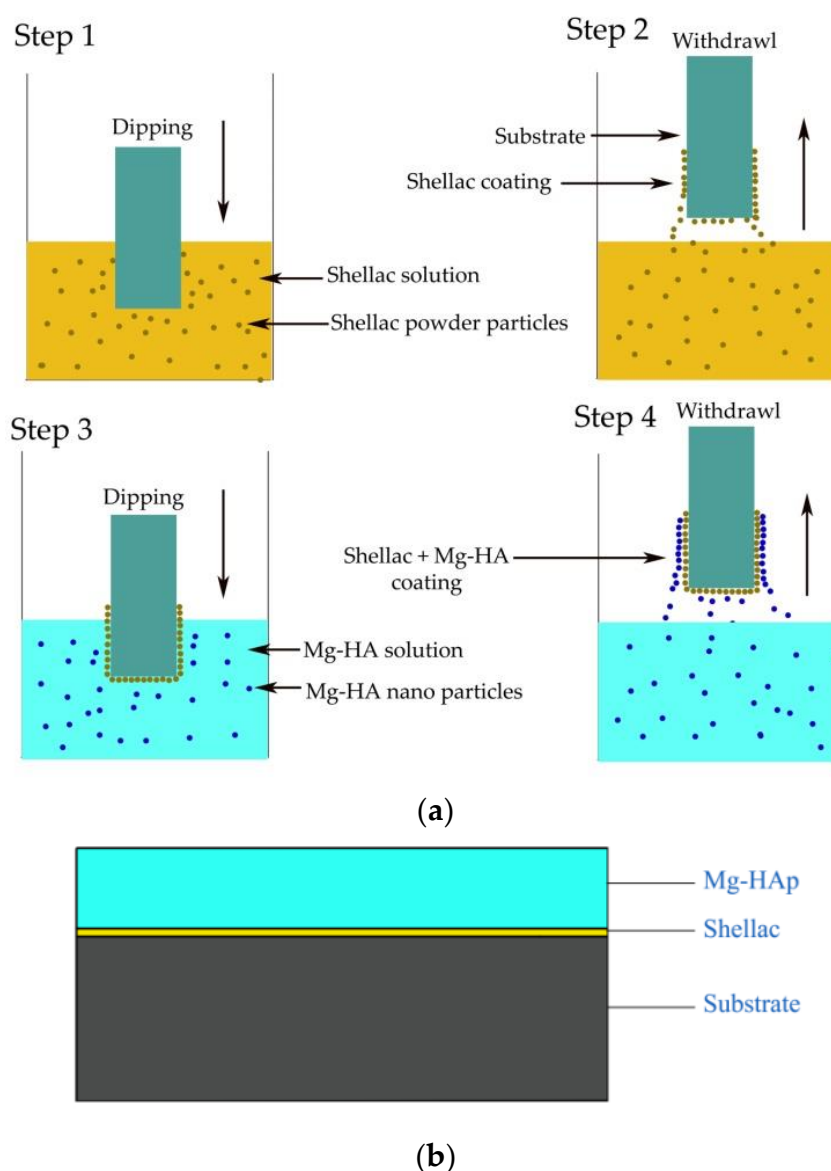 Step 1
Dipping
Shellac solution
Shellac powder particles
Step 2
Withdrawl
Substrate
Shellac coating
Step 3
Dipping
Mg-HA solution
Mg-HA nano particles
Step 4
Withdrawl
Shellac + Mg-HA
coating
(a)
Mg-HAp
Shellac
Substrate
(b)